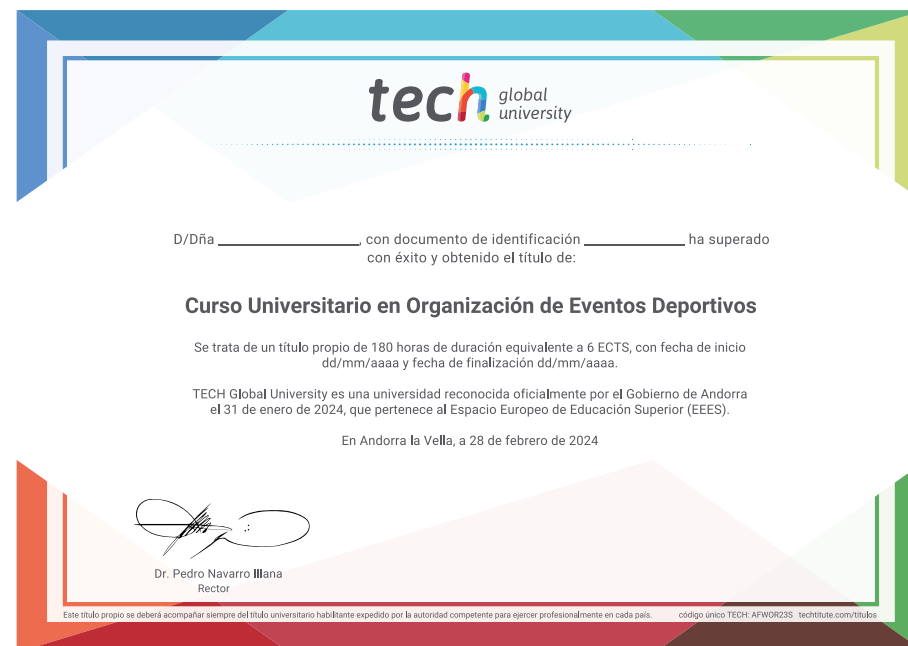 tech global university
D/Dña ____________, con documento de identificación ____________ ha superado
con éxito y obtenido el título de:
Curso Universitario en Organización de Eventos Deportivos
Se trata de un título propio de 180 horas de duración equivalente a 6 ECTS, con fecha de inicio
dd/mm/aaaa y fecha de finalización dd/mm/aaaa.
TECH Global University es una universidad reconocida oficialmente por el Gobierno de Andorra
el 31 de enero de 2024, que pertenece al Espacio Europeo de Educación Superior (EEES).
En Andorra la Vella, a 28 de febrero de 2024
Dr. Pedro Navarro Illana
Rector
Este título propio se deberá acompañar siempre del título universitario habilitante expedido por la autoridad competente para ejercer profesionalmente en cada país. código único TECH: AFWOR23S techtitute.com/titulos